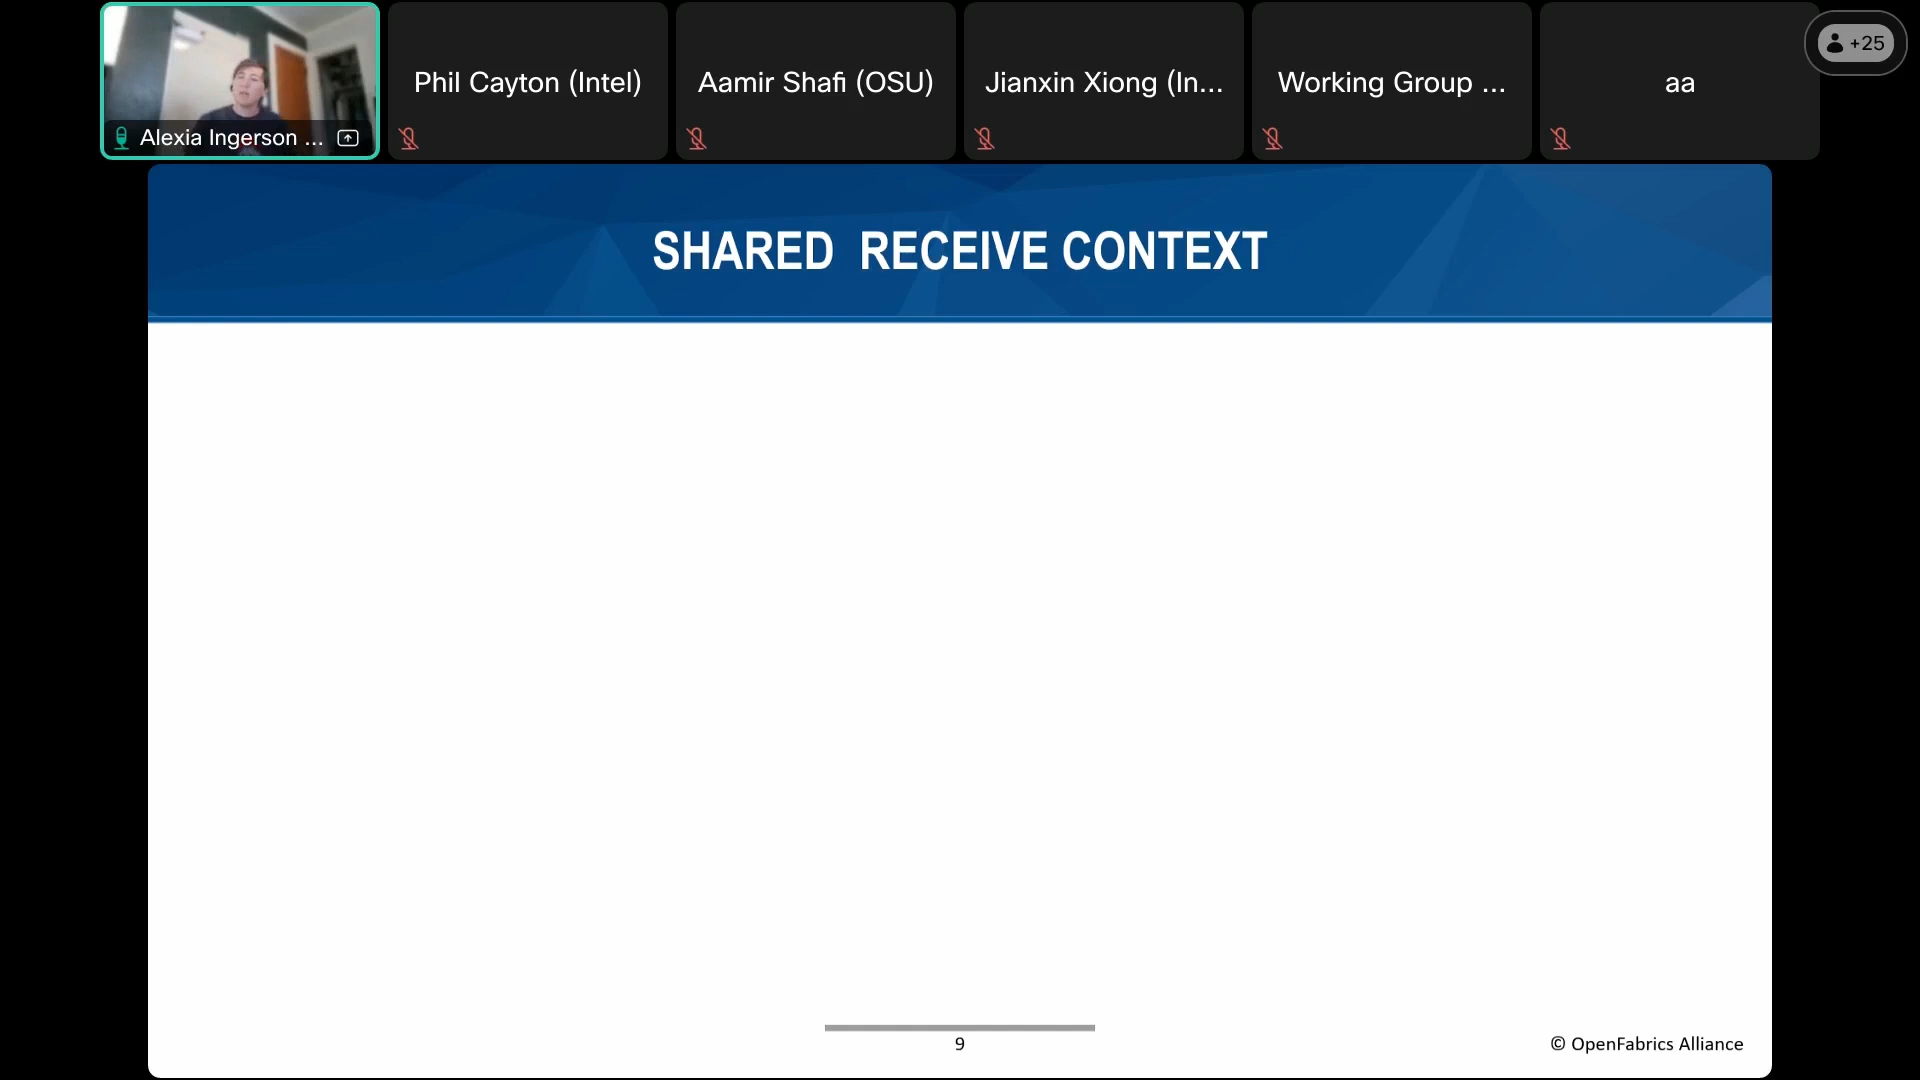 Alexia Ingerson ...
Phil Cayton (Intel)
Aamir Shafi (OSU)
Jianxin Xiong (In...
Working Group ...
aa
+25
SHARED  RECEIVE CONTEXT
9
© OpenFabrics Alliance